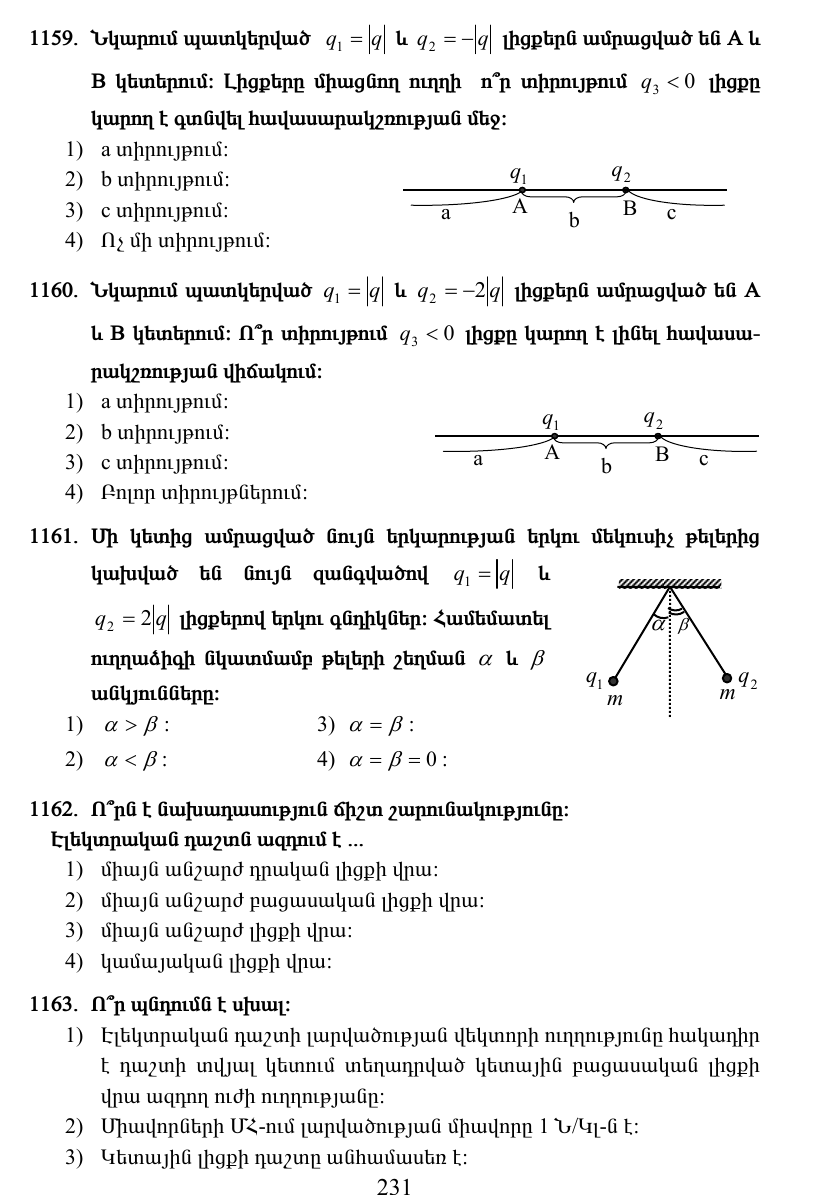 1159. Նկարում պատկերված q₁ = |q| և q₂ = −|q| լիցքերն ամրացված են A և
B կետերում: Լիցքերը միացնող ուղղի ո՞ր տիրույթում q₃ < 0 լիցքը
կարող է գտնվել հավասարակշռության մեջ:
1) a տիրույթում:
2) b տիրույթում:
3) c տիրույթում:
4) Ոչ մի տիրույթում:
q₁ q₂
a A b B c
1160. Նկարում պատկերված q₁ = |q| և q₂ = −2|q| լիցքերն ամրացված են A
և B կետերում: Ո՞ր տիրույթում q₃ < 0 լիցքը կարող է լինել հավասա-
րակշռության վիճակում:
1) a տիրույթում:
2) b տիրույթում:
3) c տիրույթում:
4) Բոլոր տիրույթներում:
q₁ q₂
a A b B c
1161. Մի կետից ամրացված նույն երկարության երկու մեկուսիչ թելերից
կախված են նույն զանգվածով q₁ = |q| և
q₂ = 2|q| լիցքերով երկու գնդիկներ: Համեմատել
ուղղաձիգի նկատմամբ թելերի շեղման α և β
անկյունները:
α β
q₁ q₂
m m
1) α > β : 3) α = β :
2) α < β : 4) α = β = 0 :
1162. Ո՞րն է նախադասություն ճիշտ շարունակությունը:
Էլեկտրական դաշտն ազդում է ...
1) միայն անշարժ դրական լիցքի վրա:
2) միայն անշարժ բացասական լիցքի վրա:
3) միայն անշարժ լիցքի վրա:
4) կամայական լիցքի վրա:
1163. Ո՞ր պնդումն է սխալ:
1) Էլեկտրական դաշտի լարվածության վեկտորի ուղղությունը հակադիր
է դաշտի տվյալ կետում տեղադրված կետային բացասական լիցքի
վրա ազդող ուժի ուղղությանը:
2) Միավորների ՄՀ-ում լարվածության միավորը 1 Ն/Կլ-ն է:
3) Կետային լիցքի դաշտը անհամասեռ է:
231